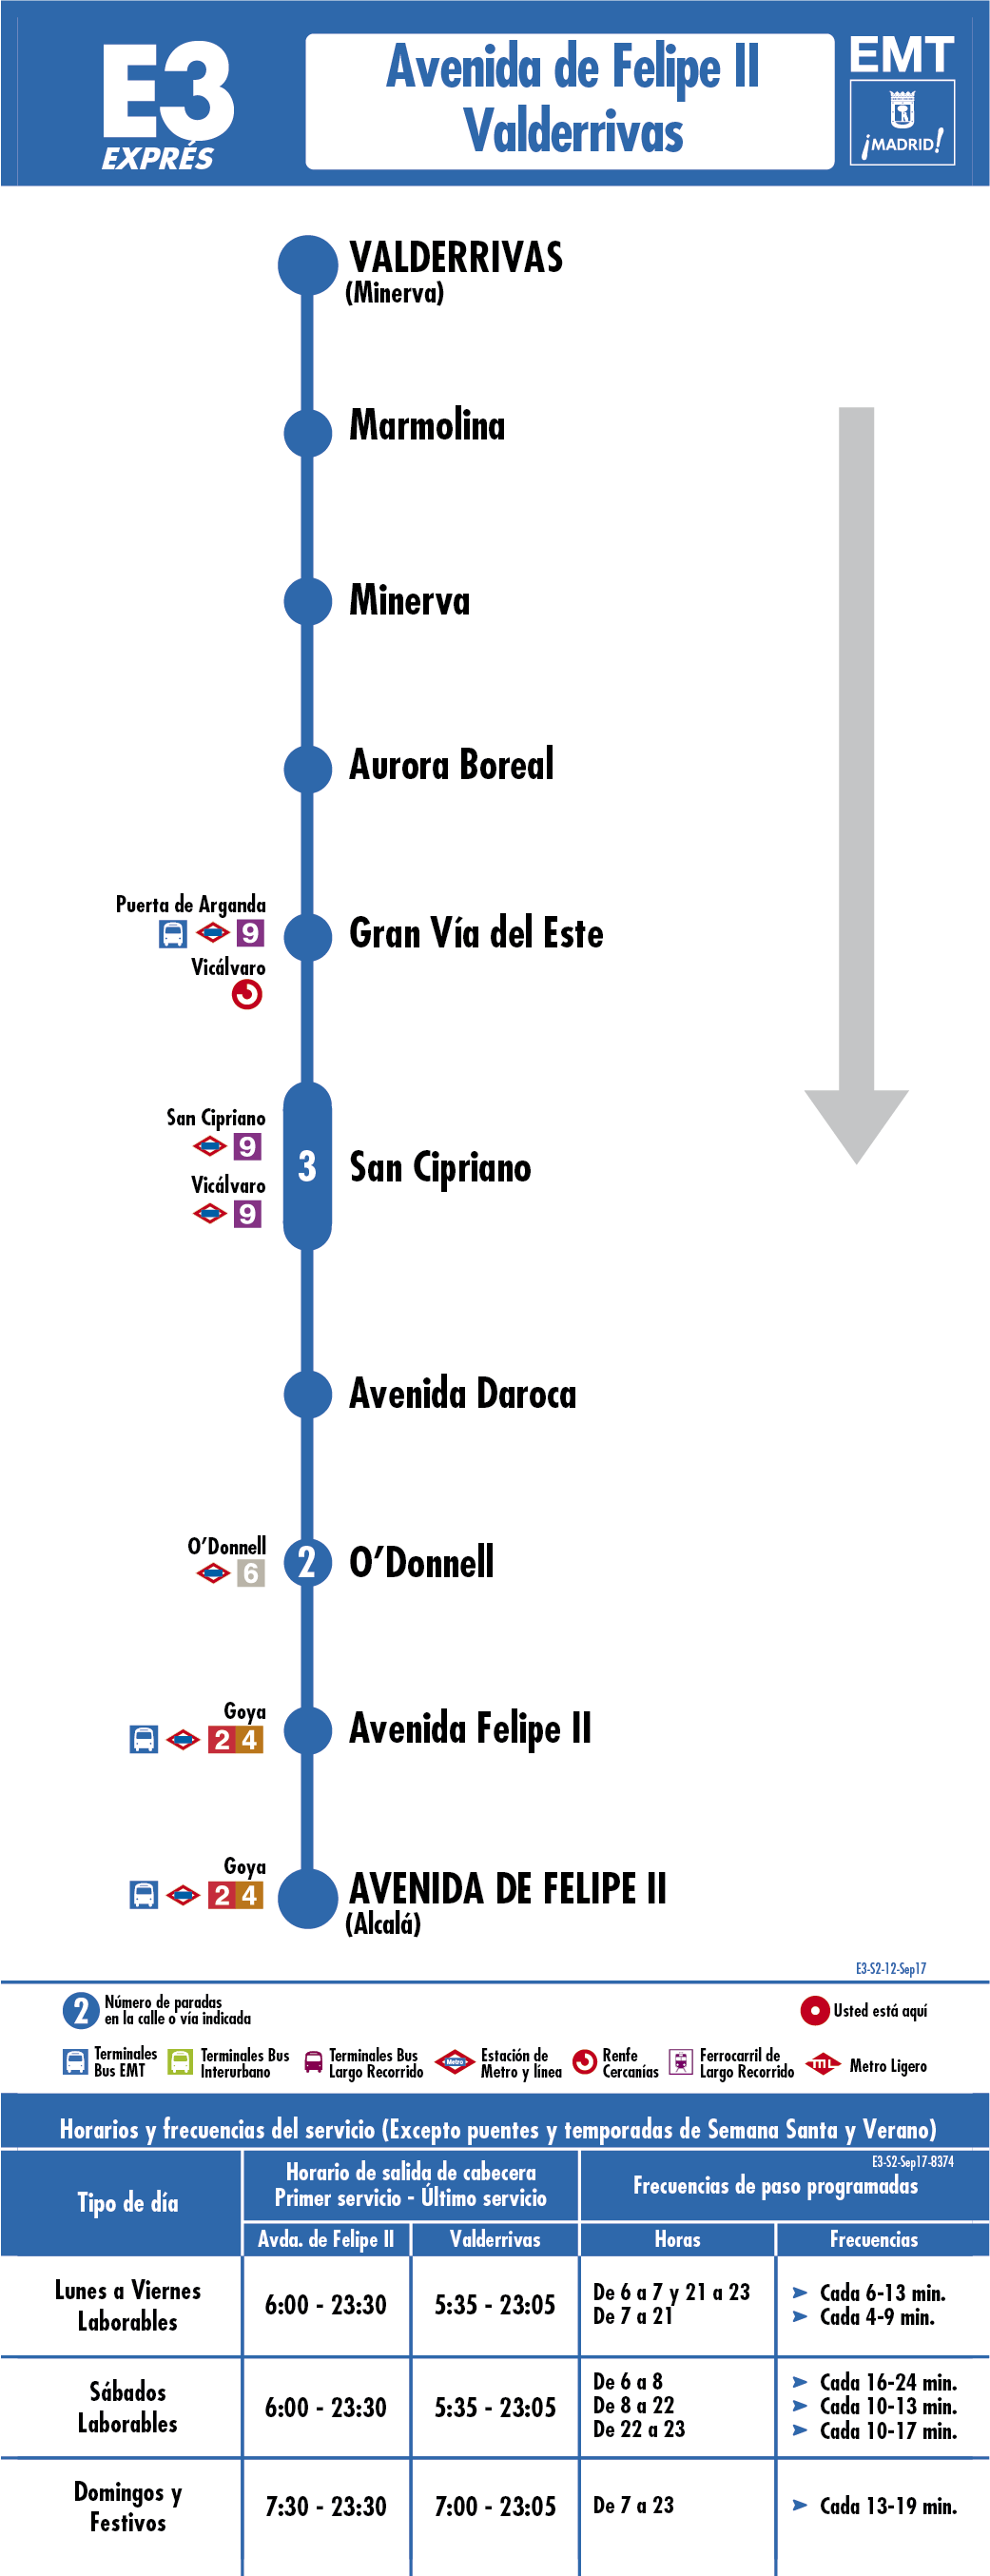 E3
EXPRÉS
Avenida de Felipe II
Valderrivas
EMT
¡MADRID!
VALDERRIVAS
(Minerva)
Marmolina
Minerva
Aurora Boreal
Puerta de Arganda
9
Vicálvaro
Gran Vía del Este
San Cipriano
9
Vicálvaro
9
3
San Cipriano
Avenida Daroca
O'Donnell
6
2
O'Donnell
Goya
2 4
Avenida Felipe II
Goya
2 4
AVENIDA DE FELIPE II
(Alcalá)
E3-S2-12-Sep17
2
Número de paradas
en la calle o vía indicada
Usted está aquí
Terminales
Bus EMT
Terminales Bus
Interurbano
Terminales Bus
Largo Recorrido
Metro
Estación de
Metro y línea
Renfe
Cercanías
Ferrocarril de
Largo Recorrido
ML
Metro Ligero
Horarios y frecuencias del servicio (Excepto puentes y temporadas de Semana Santa y Verano)
E3-S2-Sep17-8374
Tipo de día
Horario de salida de cabecera
Primer servicio - Último servicio
Frecuencias de paso programadas
Avda. de Felipe II
Valderrivas
Horas
Frecuencias
Lunes a Viernes
Laborables
6:00 - 23:30
5:35 - 23:05
De 6 a 7 y 21 a 23
De 7 a 21
➤ Cada 6-13 min.
➤ Cada 4-9 min.
Sábados
Laborables
6:00 - 23:30
5:35 - 23:05
De 6 a 8
De 8 a 22
De 22 a 23
➤ Cada 16-24 min.
➤ Cada 10-13 min.
➤ Cada 10-17 min.
Domingos y
Festivos
7:30 - 23:30
7:00 - 23:05
De 7 a 23
➤ Cada 13-19 min.